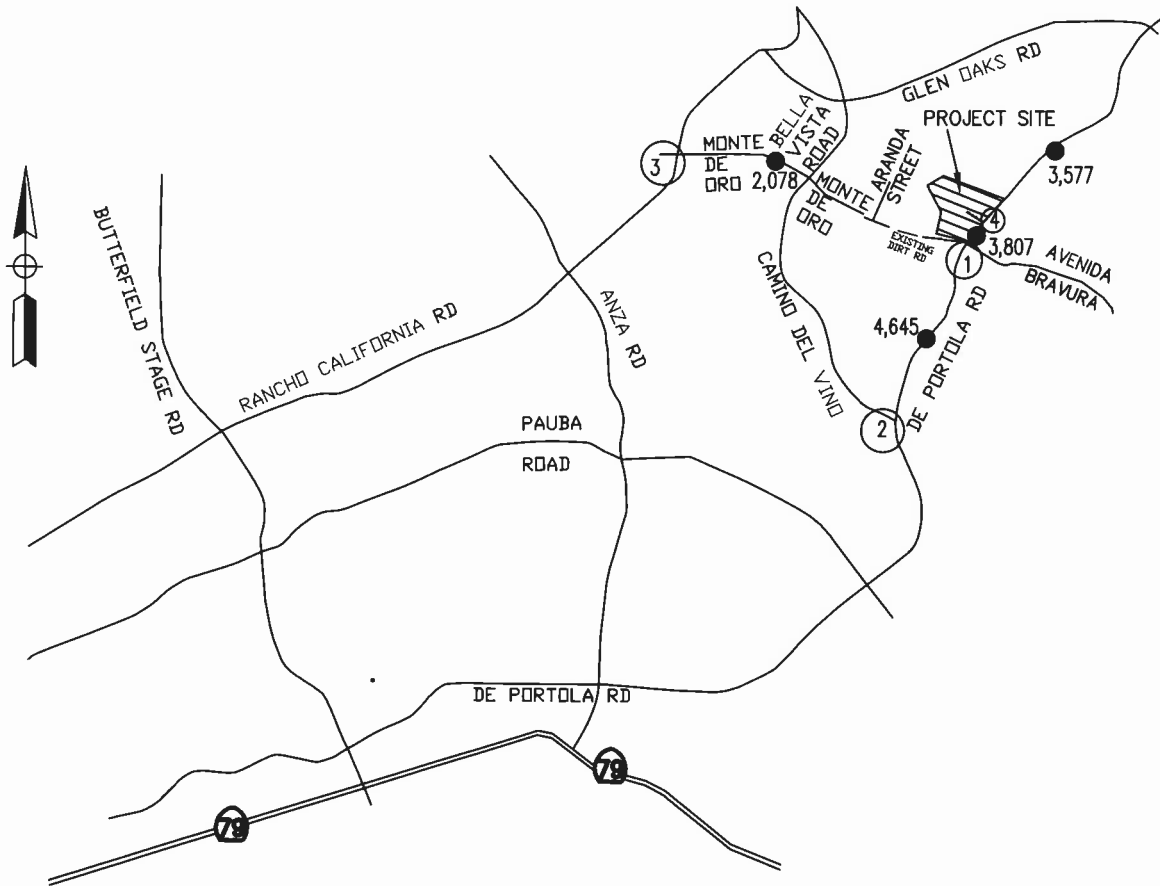 GLEN OAKS RD
PROJECT SITE
BELLA
VISTA
ROAD
MONTE
DE
ORO
3
2,078
MONTE
DE
ORO
ARANDA
STREET
3,577
4
EXISTING
DIRT RD
3,807
1
AVENIDA
BRAVURA
BUTTERFIELD STAGE RD
RANCHO CALIFORNIA RD
ANZA RD
CAMINO DEL VINO
4,645
DE PORTOLA RD
2
PAUBA
ROAD
DE PORTOLA RD
79
79